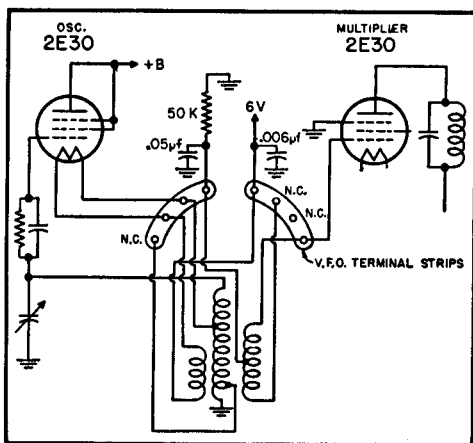 OSC.
2E30
+B
50 K
.05µf
6V
.006µf
MULTIPLIER
2E30
N.C.
N.C.
N.C.
V.F.O. TERMINAL STRIPS